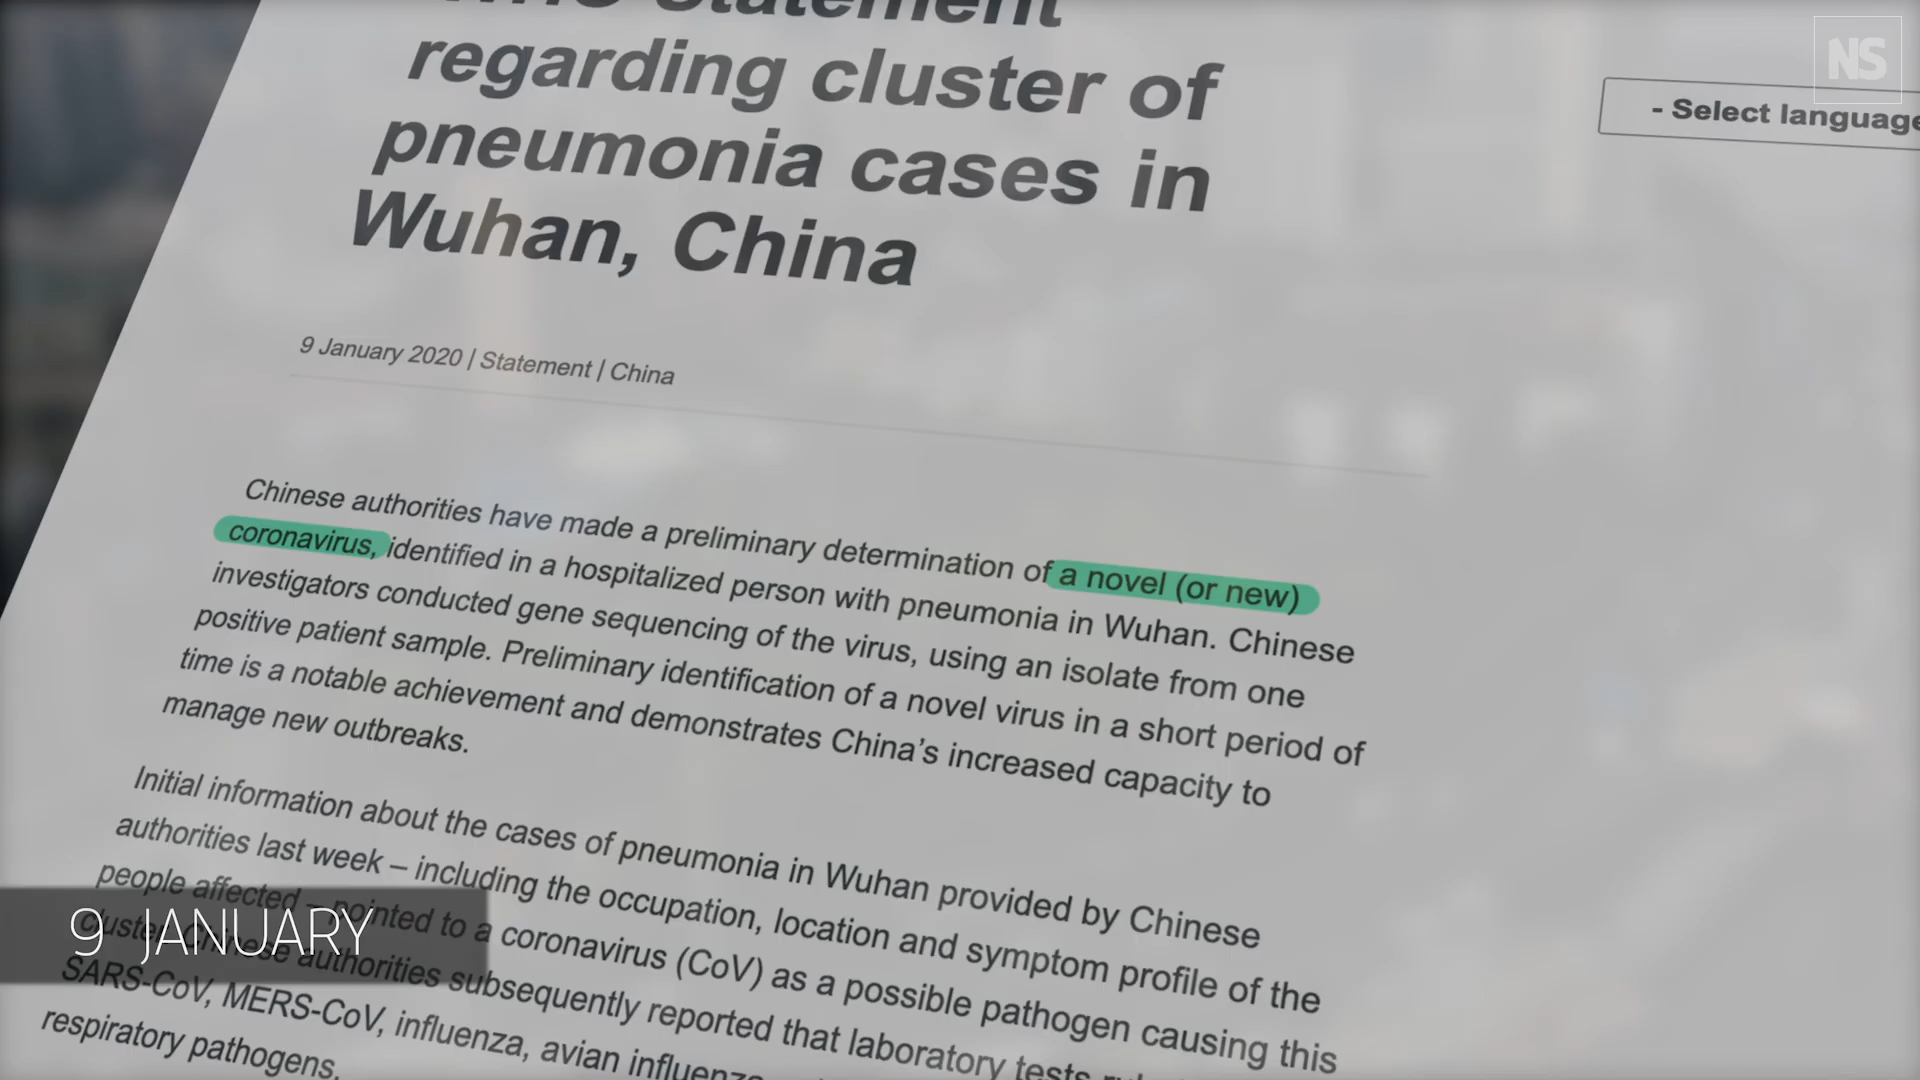 Statement
regarding cluster of
pneumonia cases in
Wuhan, China
NS
- Select language
9 January 2020 | Statement | China
Chinese authorities have made a preliminary determination of a novel (or new)
coronavirus, identified in a hospitalized person with pneumonia in Wuhan. Chinese
investigators conducted gene sequencing of the virus, using an isolate from one
positive patient sample. Preliminary identification of a novel virus in a short period of
time is a notable achievement and demonstrates China’s increased capacity to
manage new outbreaks.
Initial information about the cases of pneumonia in Wuhan provided by Chinese
authorities last week – including the occupation, location and symptom profile of the
people affected – pointed to a coronavirus (CoV) as a possible pathogen causing this
cluster. Chinese authorities subsequently reported that laboratory tests
SARS-CoV, MERS-CoV, influenza, avian influenza
respiratory pathogens.
9 JANUARY